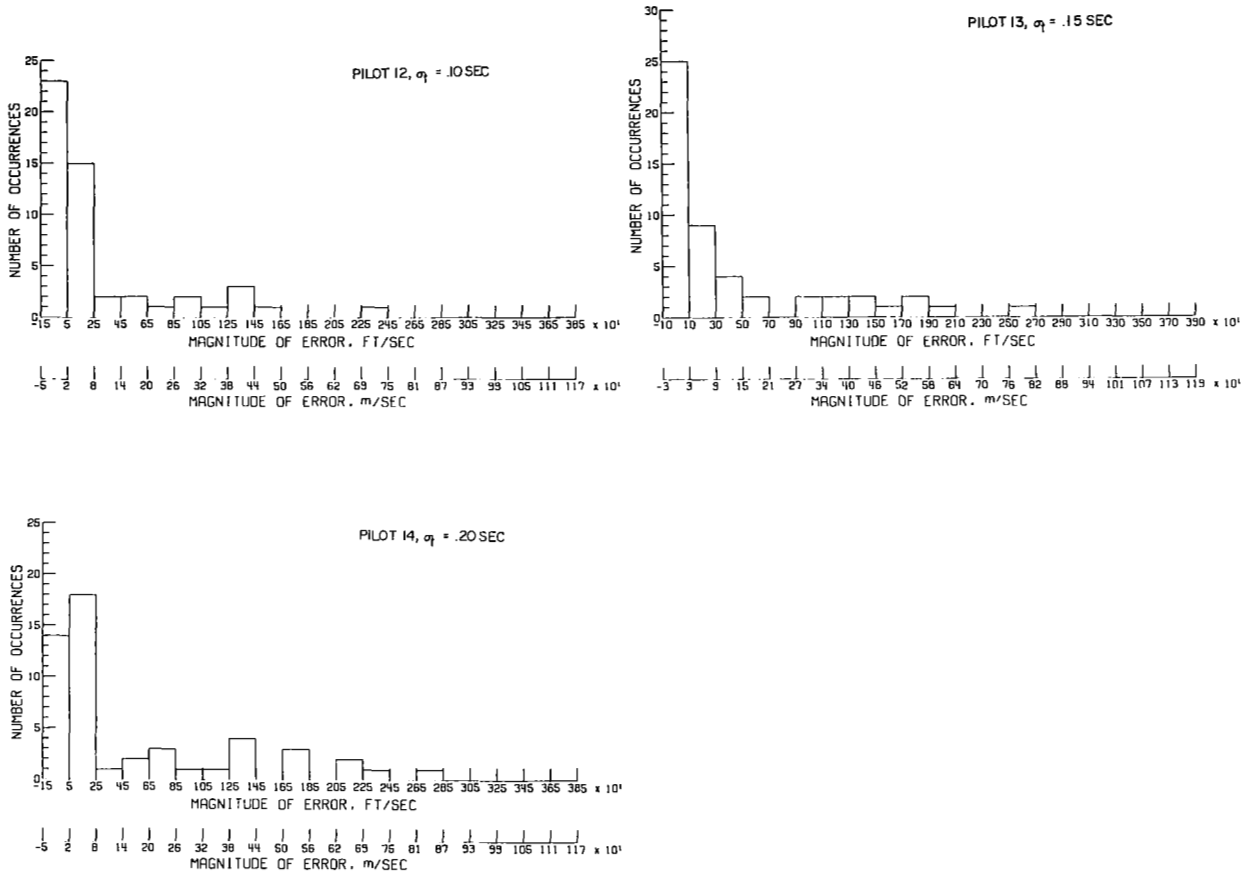 PILOT 12, σt = .10 SEC
25
20
15
10
5
0
NUMBER OF OCCURRENCES
-15 5 25 45 65 85 105 125 145 165 185 205 225 245 265 285 305 325 345 365 385 x 10¹
MAGNITUDE OF ERROR, FT/SEC
-5 2 8 14 20 26 32 38 44 50 56 62 69 75 81 87 93 99 105 111 117 x 10¹
MAGNITUDE OF ERROR, m/SEC
PILOT 13, σt = .15 SEC
30
25
20
15
10
5
0
NUMBER OF OCCURRENCES
-10 10 30 50 70 90 110 130 150 170 190 210 230 250 270 290 310 330 350 370 390 x 10¹
MAGNITUDE OF ERROR, FT/SEC
-3 3 9 15 21 27 34 40 46 52 58 64 70 76 82 88 94 101 107 113 119 x 10¹
MAGNITUDE OF ERROR, m/SEC
PILOT 14, σt = .20 SEC
25
20
15
10
5
0
NUMBER OF OCCURRENCES
-15 5 25 45 65 85 105 125 145 165 185 205 225 245 265 285 305 325 345 365 385 x 10¹
MAGNITUDE OF ERROR, FT/SEC
-5 2 8 14 20 26 32 38 44 50 56 62 69 75 81 87 93 99 105 111 117 x 10¹
MAGNITUDE OF ERROR, m/SEC